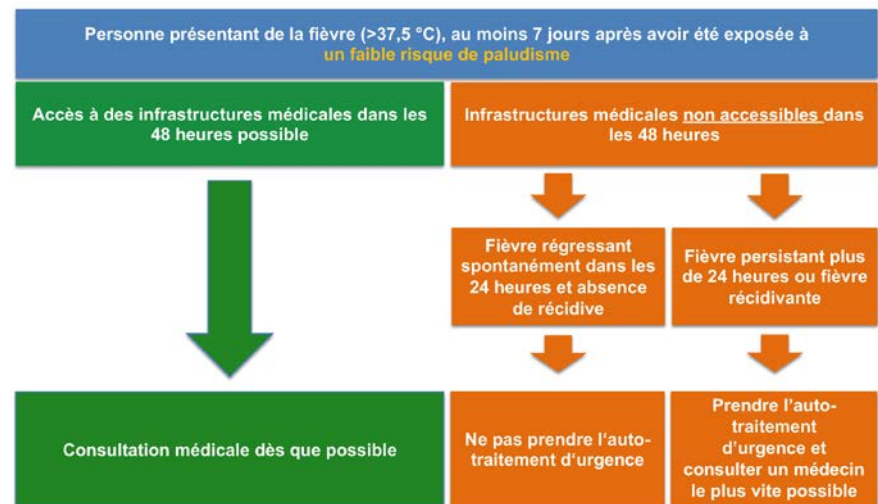 Personne présentant de la fièvre (>37,5 °C), au moins 7 jours après avoir été exposée à
un faible risque de paludisme
Accès à des infrastructures médicales dans les
48 heures possible
Infrastructures médicales non accessibles dans
les 48 heures
Fièvre régressant
spontanément dans les
24 heures et absence
de récidive
Fièvre persistant plus
de 24 heures ou fièvre
récidivante
Consultation médicale dès que possible
Ne pas prendre l'auto-
traitement d'urgence
Prendre l'auto-
traitement
d'urgence et
consulter un médecin
le plus vite possible